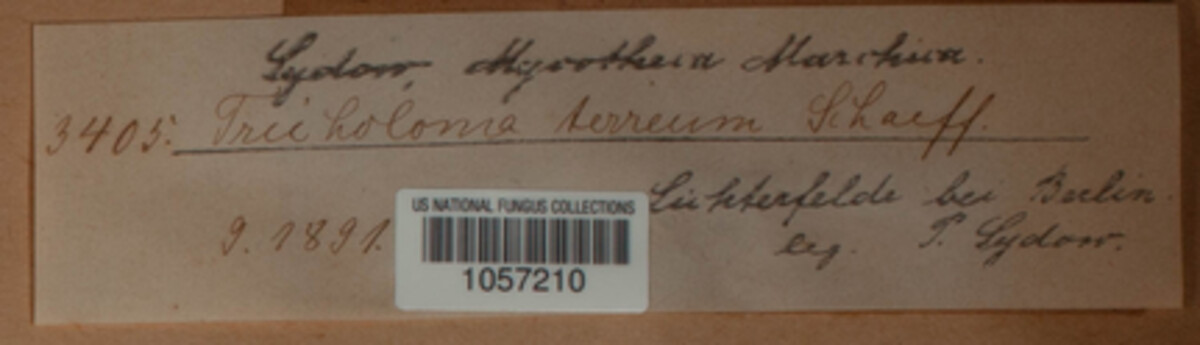 Sydow, Mycotheca Marchica.
3405. Tricholoma terreum Schaeff.
Lichterfelde bei Berlin.
9. 1891.
leg. P. Sydow.
US NATIONAL FUNGUS COLLECTIONS
1057210